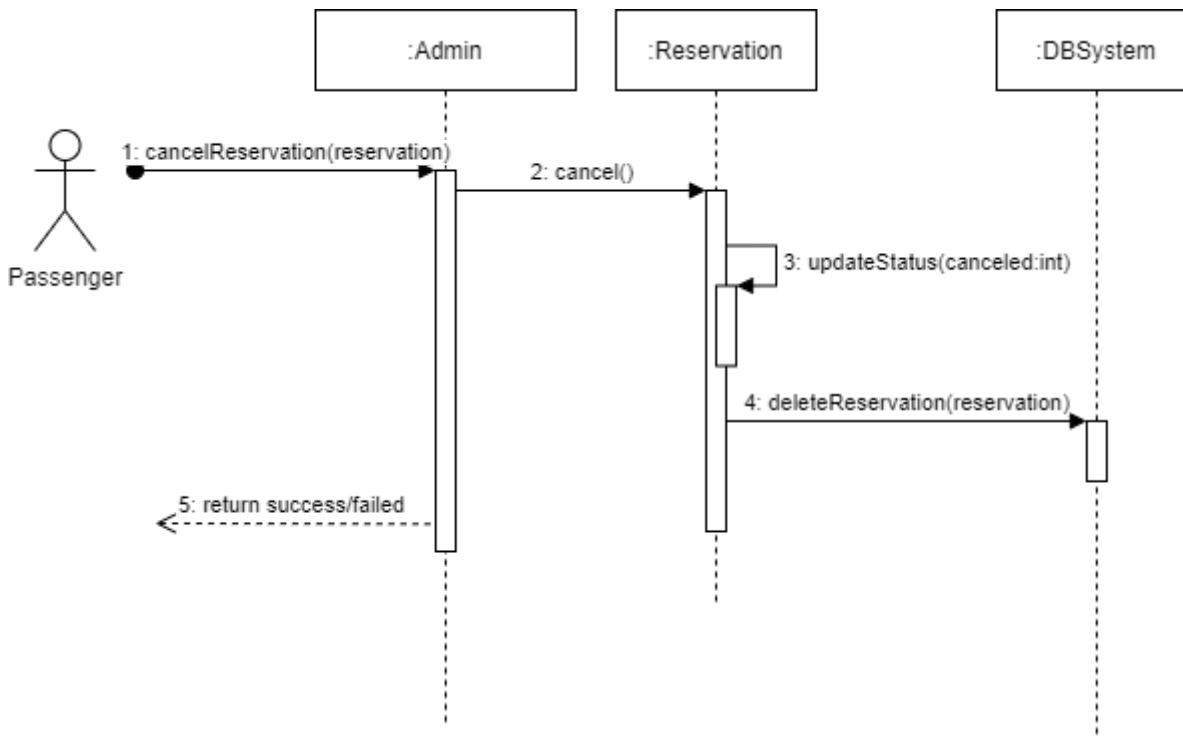 :Admin
:Reservation
:DBSystem
1: cancelReservation(reservation)
2: cancel()
Passenger
3: updateStatus(canceled:int)
4: deleteReservation(reservation)
5: return success/failed